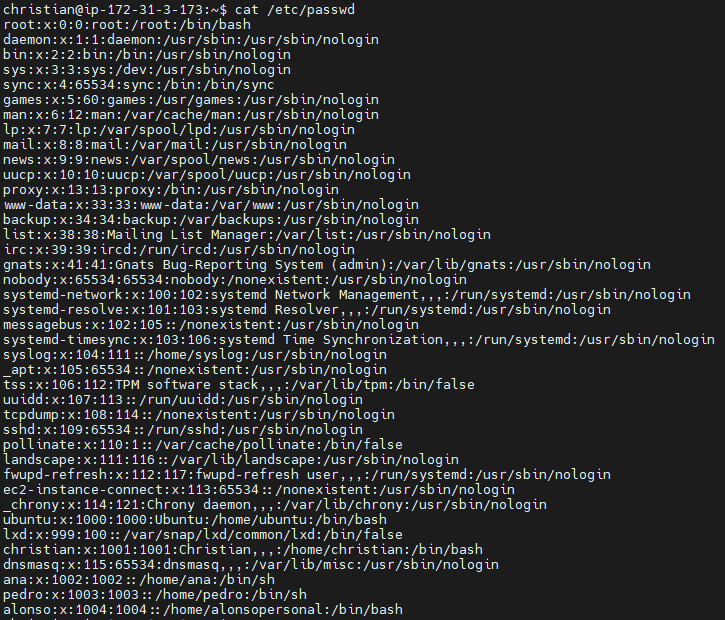 christian@ip-172-31-3-173:~$ cat /etc/passwd
root:x:0:0:root:/root:/bin/bash
daemon:x:1:1:daemon:/usr/sbin:/usr/sbin/nologin
bin:x:2:2:bin:/bin:/usr/sbin/nologin
sys:x:3:3:sys:/dev:/usr/sbin/nologin
sync:x:4:65534:sync:/bin:/bin/sync
games:x:5:60:games:/usr/games:/usr/sbin/nologin
man:x:6:12:man:/var/cache/man:/usr/sbin/nologin
lp:x:7:7:lp:/var/spool/lpd:/usr/sbin/nologin
mail:x:8:8:mail:/var/mail:/usr/sbin/nologin
news:x:9:9:news:/var/spool/news:/usr/sbin/nologin
uucp:x:10:10:uucp:/var/spool/uucp:/usr/sbin/nologin
proxy:x:13:13:proxy:/bin:/usr/sbin/nologin
www-data:x:33:33:www-data:/var/www:/usr/sbin/nologin
backup:x:34:34:backup:/var/backups:/usr/sbin/nologin
list:x:38:38:Mailing List Manager:/var/list:/usr/sbin/nologin
irc:x:39:39:ircd:/run/ircd:/usr/sbin/nologin
gnats:x:41:41:Gnats Bug-Reporting System (admin):/var/lib/gnats:/usr/sbin/nologin
nobody:x:65534:65534:nobody:/nonexistent:/usr/sbin/nologin
systemd-network:x:100:102:systemd Network Management,,,:/run/systemd:/usr/sbin/nologin
systemd-resolve:x:101:103:systemd Resolver,,,:/run/systemd:/usr/sbin/nologin
messagebus:x:102:105::/nonexistent:/usr/sbin/nologin
systemd-timesync:x:103:106:systemd Time Synchronization,,,:/run/systemd:/usr/sbin/nologin
syslog:x:104:111::/home/syslog:/usr/sbin/nologin
_apt:x:105:65534::/nonexistent:/usr/sbin/nologin
tss:x:106:112:TPM software stack,,,:/var/lib/tpm:/bin/false
uuidd:x:107:113::/run/uuidd:/usr/sbin/nologin
tcpdump:x:108:114::/nonexistent:/usr/sbin/nologin
sshd:x:109:65534::/run/sshd:/usr/sbin/nologin
pollinate:x:110:1::/var/cache/pollinate:/bin/false
landscape:x:111:116::/var/lib/landscape:/usr/sbin/nologin
fwupd-refresh:x:112:117:fwupd-refresh user,,,:/run/systemd:/usr/sbin/nologin
ec2-instance-connect:x:113:65534::/nonexistent:/usr/sbin/nologin
_chrony:x:114:121:Chrony daemon,,,:/var/lib/chrony:/usr/sbin/nologin
ubuntu:x:1000:1000:Ubuntu:/home/ubuntu:/bin/bash
lxd:x:999:100::/var/snap/lxd/common/lxd:/bin/false
christian:x:1001:1001:Christian,,,:/home/christian:/bin/bash
dnsmasq:x:115:65534:dnsmasq,,,:/var/lib/misc:/usr/sbin/nologin
ana:x:1002:1002::/home/ana:/bin/sh
pedro:x:1003:1003::/home/pedro:/bin/sh
alonso:x:1004:1004::/home/alonsopersonal:/bin/bash